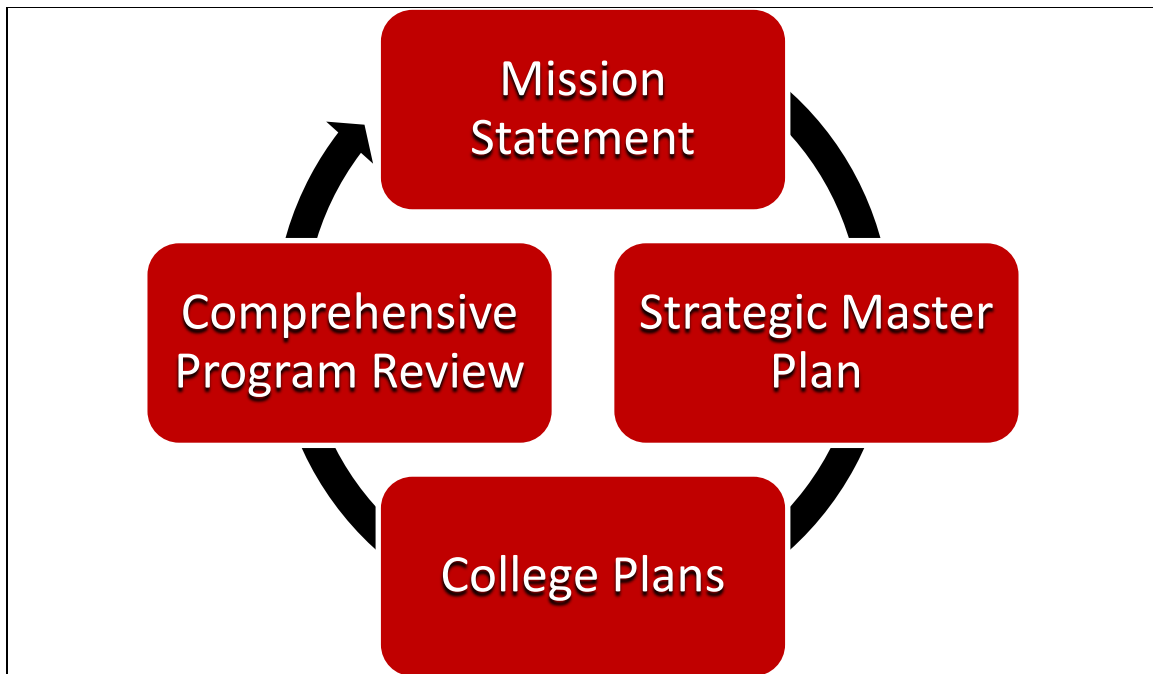 Mission
Statement
Strategic Master
Plan
College Plans
Comprehensive
Program Review